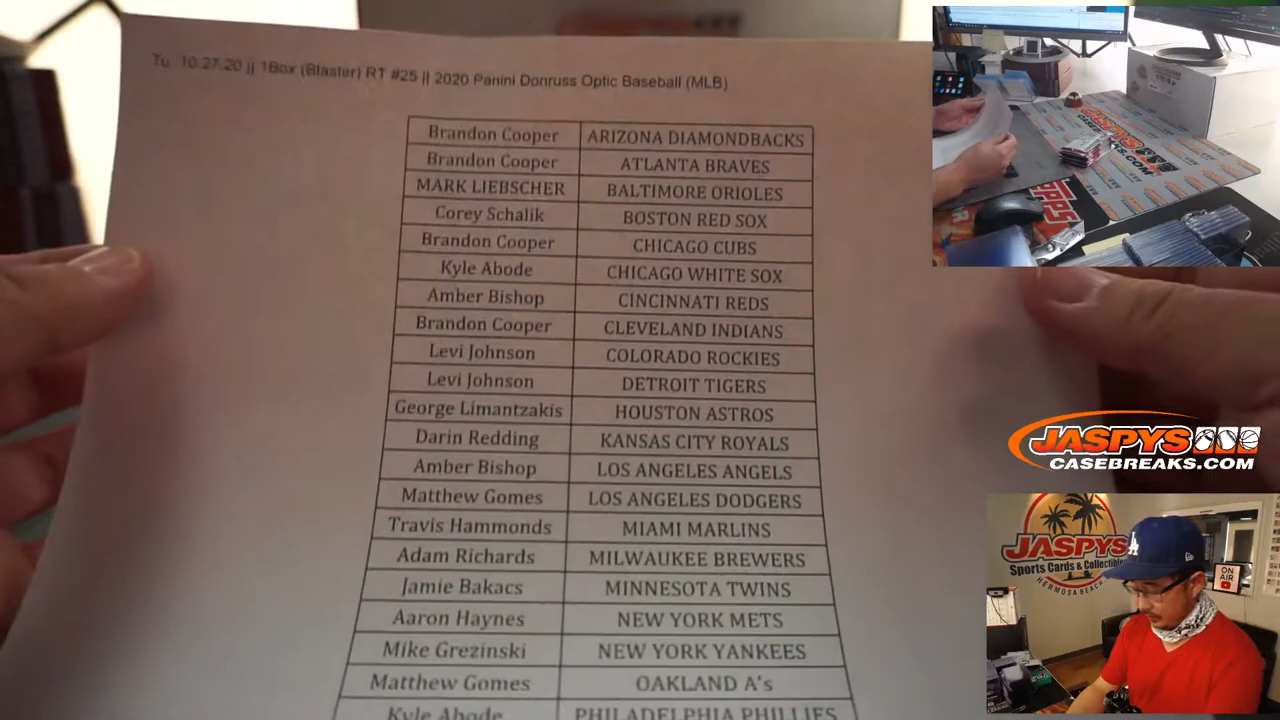 Tu. 10.27.20 || 1Box (Blaster) RT #25 || 2020 Panini Donruss Optic Baseball (MLB)
Brandon Cooper ARIZONA DIAMONDBACKS
Brandon Cooper ATLANTA BRAVES
MARK LIEBSCHER BALTIMORE ORIOLES
Corey Schalik BOSTON RED SOX
Brandon Cooper CHICAGO CUBS
Kyle Abode CHICAGO WHITE SOX
Amber Bishop CINCINNATI REDS
Brandon Cooper CLEVELAND INDIANS
Levi Johnson COLORADO ROCKIES
Levi Johnson DETROIT TIGERS
George Limantzakis HOUSTON ASTROS
Darin Redding KANSAS CITY ROYALS
Amber Bishop LOS ANGELES ANGELS
Matthew Gomes LOS ANGELES DODGERS
Travis Hammonds MIAMI MARLINS
Adam Richards MILWAUKEE BREWERS
Jamie Bakacs MINNESOTA TWINS
Aaron Haynes NEW YORK METS
Mike Grezinski NEW YORK YANKEES
Matthew Gomes OAKLAND A's
Kyle Abode PHILADELPHIA PHILLIES
TOPPS
JASPYS
CASEBREAKS.COM
JASPYS
Sports Cards & Collectibles
HERMOSA BEACH
LA
ON
AIR